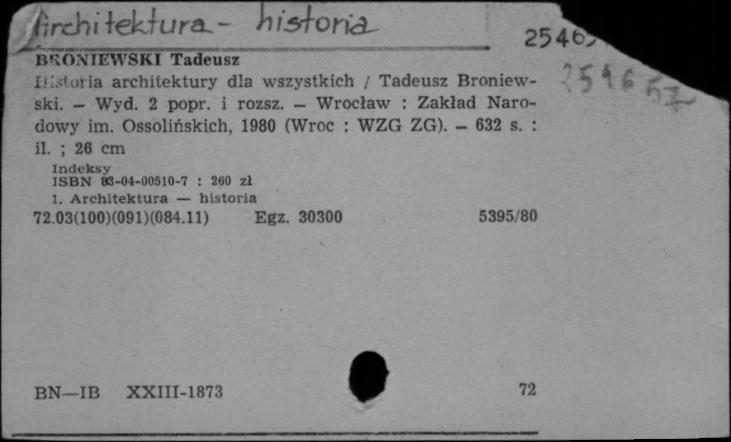 Architektura - historia
2546
BRONIEWSKI Tadeusz
Historia architektury dla wszystkich / Tadeusz Broniew-
ski. — Wyd. 2 popr. i rozsz. — Wrocław : Zakład Naro-
dowy im. Ossolińskich, 1980 (Wroc : WZG ZG). — 632 s. :
il. ; 26 cm
Indeksy
ISBN 83-04-00510-7 : 260 zł
1. Architektura — historia
72.03(100)(091)(084.11) Egz. 30300 5395/80
BN—IB XXIII-1873 72